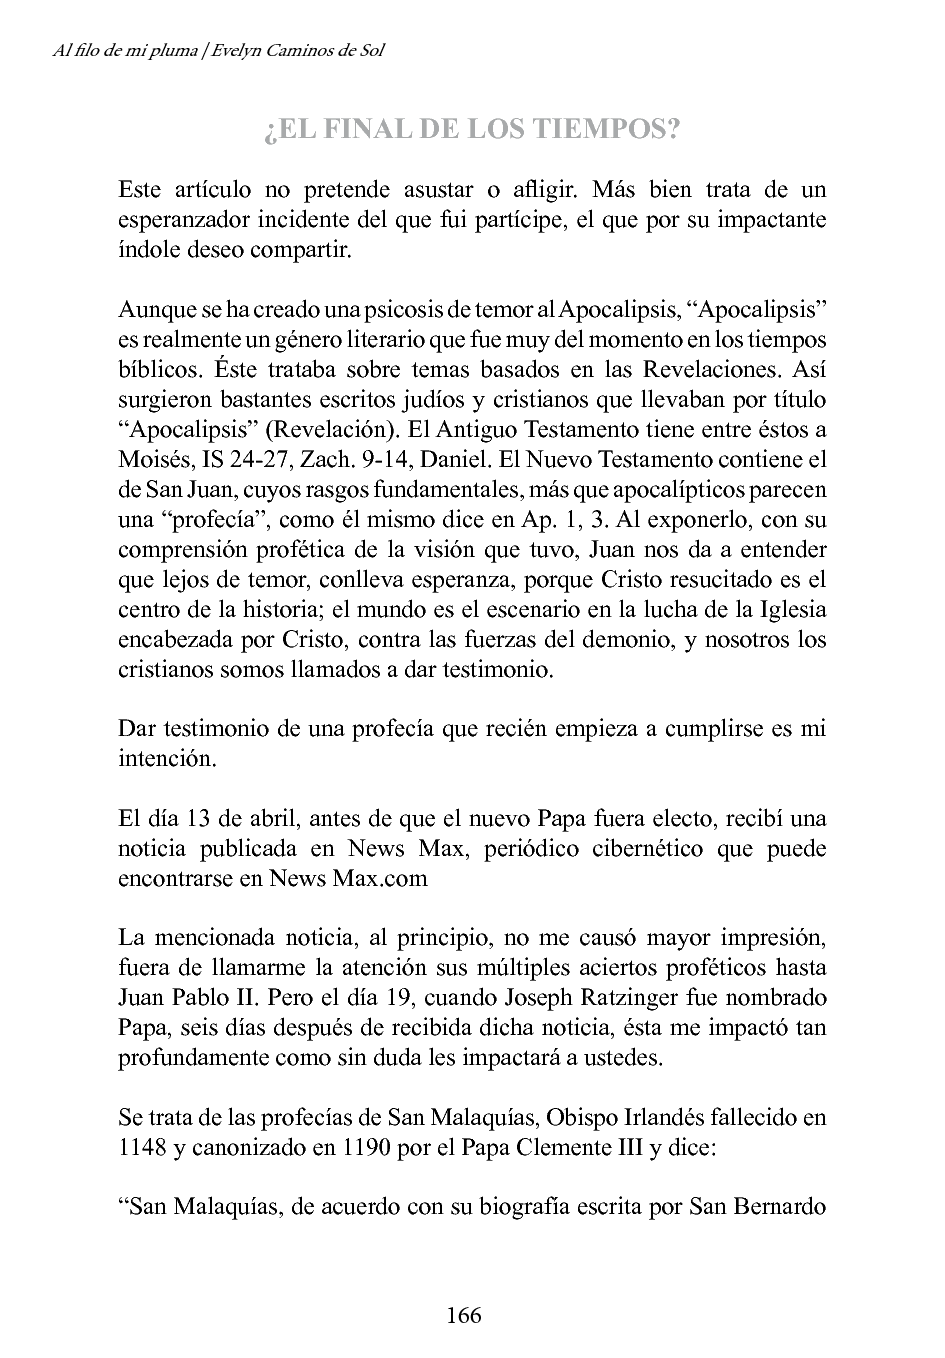 Al filo de mi pluma | Evelyn Caminos de Sol
¿EL FINAL DE LOS TIEMPOS?
Este artículo no pretende asustar o afligir. Más bien trata de un
esperanzador incidente del que fui partícipe, el que por su impactante
índole deseo compartir.
Aunque se ha creado una psicosis de temor al Apocalipsis, “Apocalipsis”
es realmente un género literario que fue muy del momento en los tiempos
bíblicos. Éste trataba sobre temas basados en las Revelaciones. Así
surgieron bastantes escritos judíos y cristianos que llevaban por título
“Apocalipsis” (Revelación). El Antiguo Testamento tiene entre éstos a
Moisés, IS 24-27, Zach. 9-14, Daniel. El Nuevo Testamento contiene el
de San Juan, cuyos rasgos fundamentales, más que apocalípticos parecen
una “profecía”, como él mismo dice en Ap. 1, 3. Al exponerlo, con su
comprensión profética de la visión que tuvo, Juan nos da a entender
que lejos de temor, conlleva esperanza, porque Cristo resucitado es el
centro de la historia; el mundo es el escenario en la lucha de la Iglesia
encabezada por Cristo, contra las fuerzas del demonio, y nosotros los
cristianos somos llamados a dar testimonio.
Dar testimonio de una profecía que recién empieza a cumplirse es mi
intención.
El día 13 de abril, antes de que el nuevo Papa fuera electo, recibí una
noticia publicada en News Max, periódico cibernético que puede
encontrarse en News Max.com
La mencionada noticia, al principio, no me causó mayor impresión,
fuera de llamarme la atención sus múltiples aciertos proféticos hasta
Juan Pablo II. Pero el día 19, cuando Joseph Ratzinger fue nombrado
Papa, seis días después de recibida dicha noticia, ésta me impactó tan
profundamente como sin duda les impactará a ustedes.
Se trata de las profecías de San Malaquías, Obispo Irlandés fallecido en
1148 y canonizado en 1190 por el Papa Clemente III y dice:
“San Malaquías, de acuerdo con su biografía escrita por San Bernardo
166